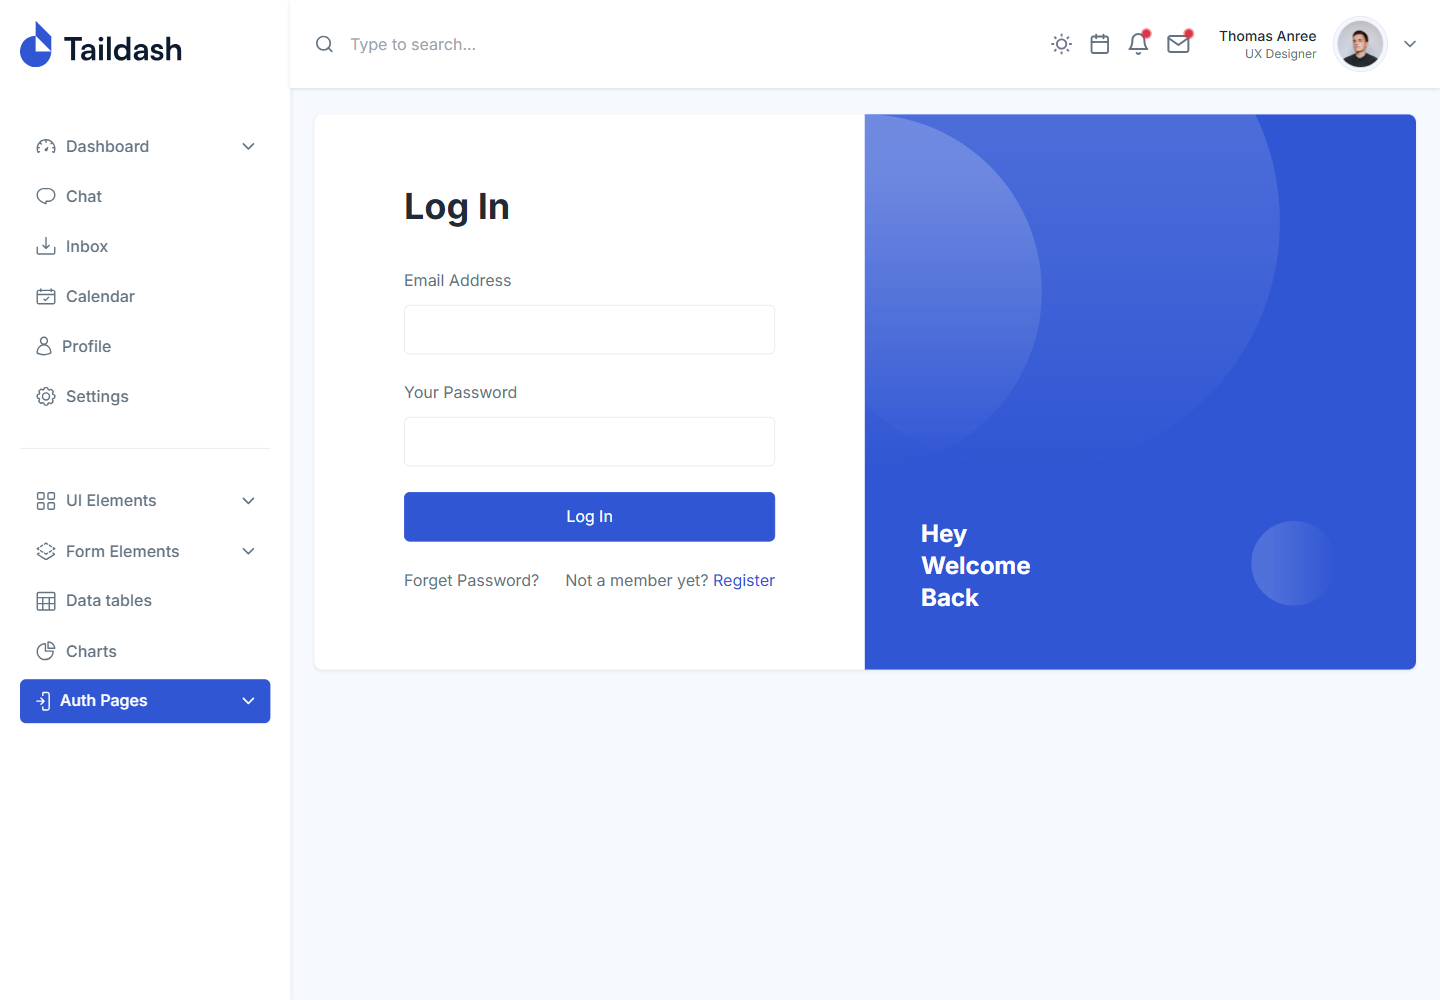 Taildash
Type to search...
Thomas Anree
UX Designer
Dashboard
Chat
Inbox
Calendar
Profile
Settings
UI Elements
Form Elements
Data tables
Charts
Auth Pages
Log In
Email Address
Your Password
Log In
Forget Password?
Not a member yet? Register
Hey
Welcome
Back